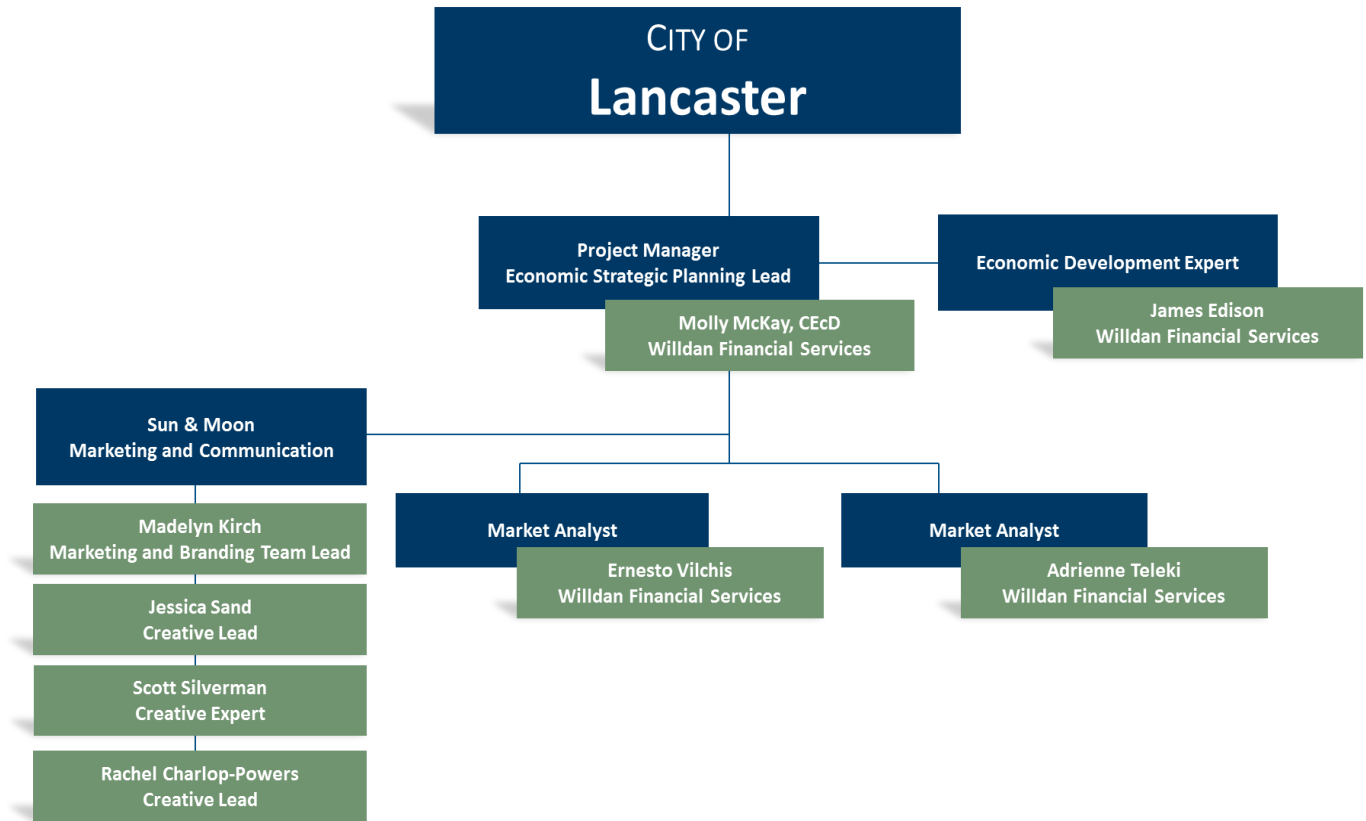 CITY OF
Lancaster
Project Manager
Economic Strategic Planning Lead
Molly McKay, CEcD
Willdan Financial Services
Economic Development Expert
James Edison
Willdan Financial Services
Sun & Moon
Marketing and Communication
Madelyn Kirch
Marketing and Branding Team Lead
Jessica Sand
Creative Lead
Scott Silverman
Creative Expert
Rachel Charlop-Powers
Creative Lead
Market Analyst
Ernesto Vilchis
Willdan Financial Services
Market Analyst
Adrienne Teleki
Willdan Financial Services